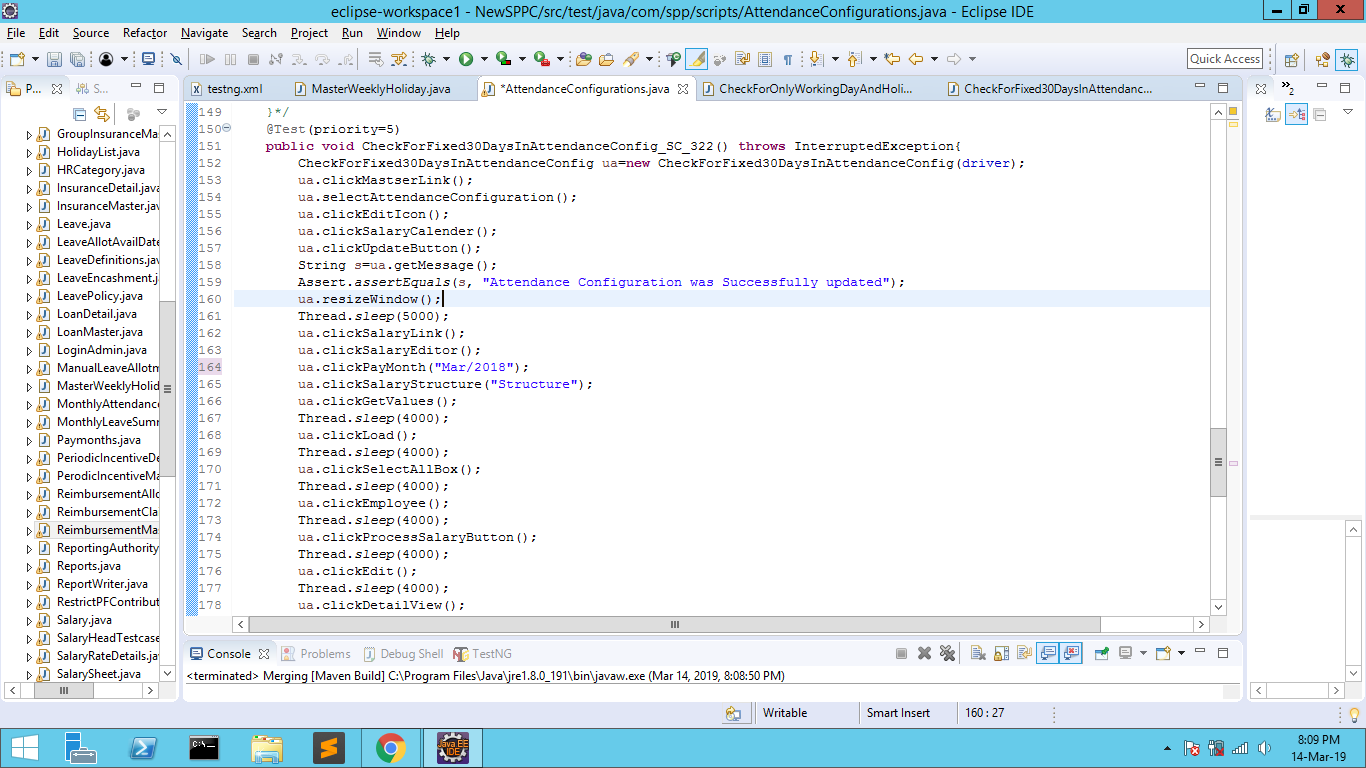 eclipse-workspace1 - NewSPPC/src/test/java/com/spp/scripts/AttendanceConfigurations.java - Eclipse IDE
File Edit Source Refactor Navigate Search Project Run Window Help
Quick Access
P... S...
testng.xml MasterWeeklyHoliday.java *AttendanceConfigurations.java CheckForOnlyWorkingDayAndHoli... CheckForFixed30DaysInAttendanc... »2
GroupInsuranceMa
HolidayList.java
HRCategory.java
InsuranceDetail.java
InsuranceMaster.jav
Leave.java
LeaveAllotAvailDate
LeaveDefinitions.java
LeaveEncashment.j
LeavePolicy.java
LoanDetail.java
LoanMaster.java
LoginAdmin.java
ManualLeaveAllotm
MasterWeeklyHolid
MonthlyAttendance
MonthlyLeaveSumr
Paymonths.java
PeriodicIncentiveDe
PerodicIncentiveMa
ReimbursementAllo
ReimbursementCla
ReimbursementMa
ReportingAuthority
Reports.java
ReportWriter.java
RestrictPFContribut
Salary.java
SalaryHeadTestcase
SalaryRateDetails.ja
SalarySheet.java
149 }*/
150 @Test(priority=5)
151 public void CheckForFixed30DaysInAttendanceConfig_SC_322() throws InterruptedException{
152 CheckForFixed30DaysInAttendanceConfig ua=new CheckForFixed30DaysInAttendanceConfig(driver);
153 ua.clickMastserLink();
154 ua.selectAttendanceConfiguration();
155 ua.clickEditIcon();
156 ua.clickSalaryCalender();
157 ua.clickUpdateButton();
158 String s=ua.getMessage();
159 Assert.assertEquals(s, "Attendance Configuration was Successfully updated");
160 ua.resizeWindow();
161 Thread.sleep(5000);
162 ua.clickSalaryLink();
163 ua.clickSalaryEditor();
164 ua.clickPayMonth("Mar/2018");
165 ua.clickSalaryStructure("Structure");
166 ua.clickGetValues();
167 Thread.sleep(4000);
168 ua.clickLoad();
169 Thread.sleep(4000);
170 ua.clickSelectAllBox();
171 Thread.sleep(4000);
172 ua.clickEmployee();
173 Thread.sleep(4000);
174 ua.clickProcessSalaryButton();
175 Thread.sleep(4000);
176 ua.clickEdit();
177 Thread.sleep(4000);
178 ua.clickDetailView();
Console Problems Debug Shell TestNG
<terminated> Merging [Maven Build] C:\Program Files\Java\jre1.8.0_191\bin\javaw.exe (Mar 14, 2019, 8:08:50 PM)
Writable Smart Insert 160 : 27
C:\_
Java EE
IDE
8:09 PM
14-Mar-19